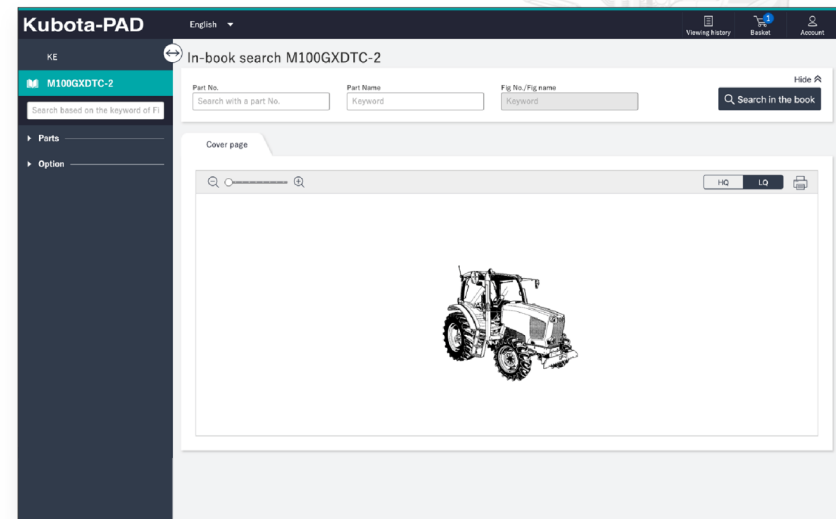 Kubota-PAD
English
Viewing history
1
Basket
Account
KE
M100GXDTC-2
Search based on the keyword of Fi
Parts
Option
In-book search M100GXDTC-2
Hide
Part No.
Part Name
Fig No./Fig name
Search with a part No.
Keyword
Keyword
Search in the book
Cover page
HQ
LQ